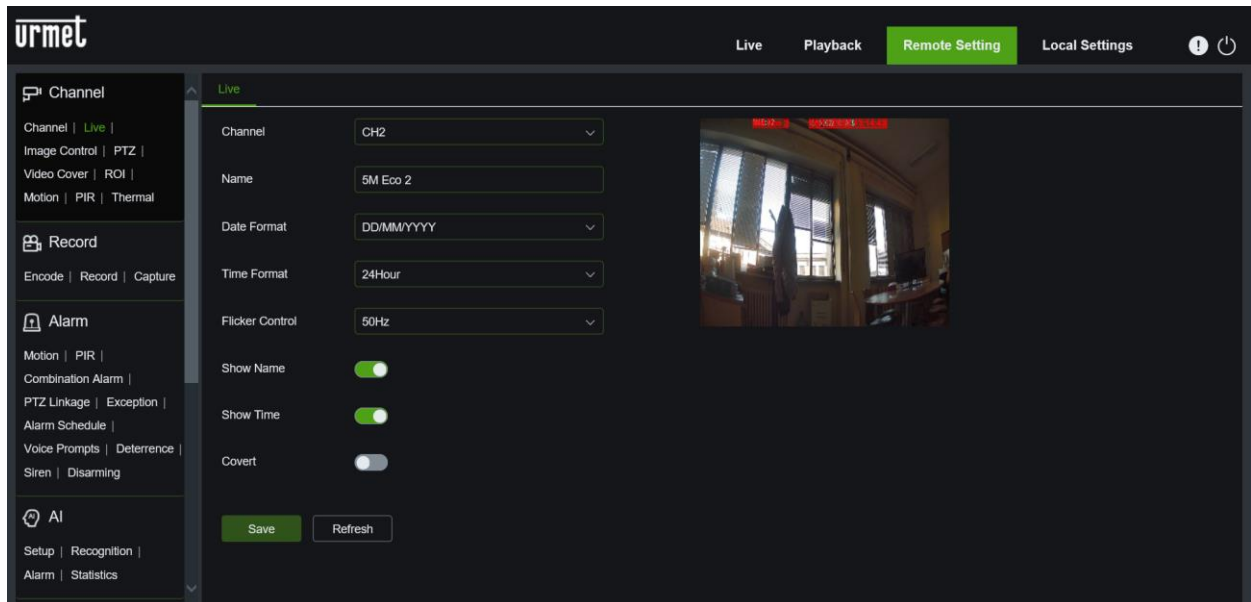 urmet
Live Playback Remote Setting Local Settings
Channel
Channel | Live |
Image Control | PTZ |
Video Cover | ROI |
Motion | PIR | Thermal
Record
Encode | Record | Capture
Alarm
Motion | PIR |
Combination Alarm |
PTZ Linkage | Exception |
Alarm Schedule |
Voice Prompts | Deterrence |
Siren | Disarming
AI
Setup | Recognition |
Alarm | Statistics
Live
Channel CH2
Name 5M Eco 2
Date Format DD/MM/YYYY
Time Format 24Hour
Flicker Control 50Hz
Show Name
Show Time
Covert
Save Refresh